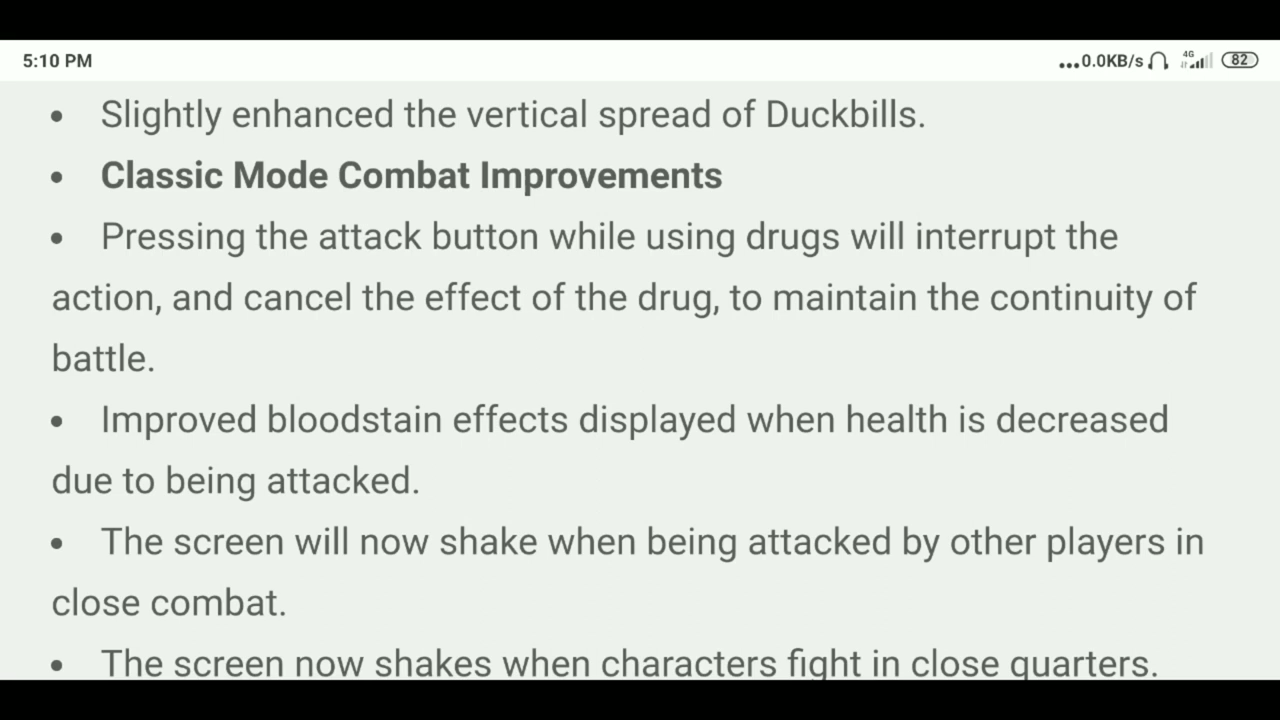 5:10 PM ...0.0KB/s 4G 82
• Slightly enhanced the vertical spread of Duckbills.
• Classic Mode Combat Improvements
• Pressing the attack button while using drugs will interrupt the
action, and cancel the effect of the drug, to maintain the continuity of
battle.
• Improved bloodstain effects displayed when health is decreased
due to being attacked.
• The screen will now shake when being attacked by other players in
close combat.
• The screen now shakes when characters fight in close quarters.